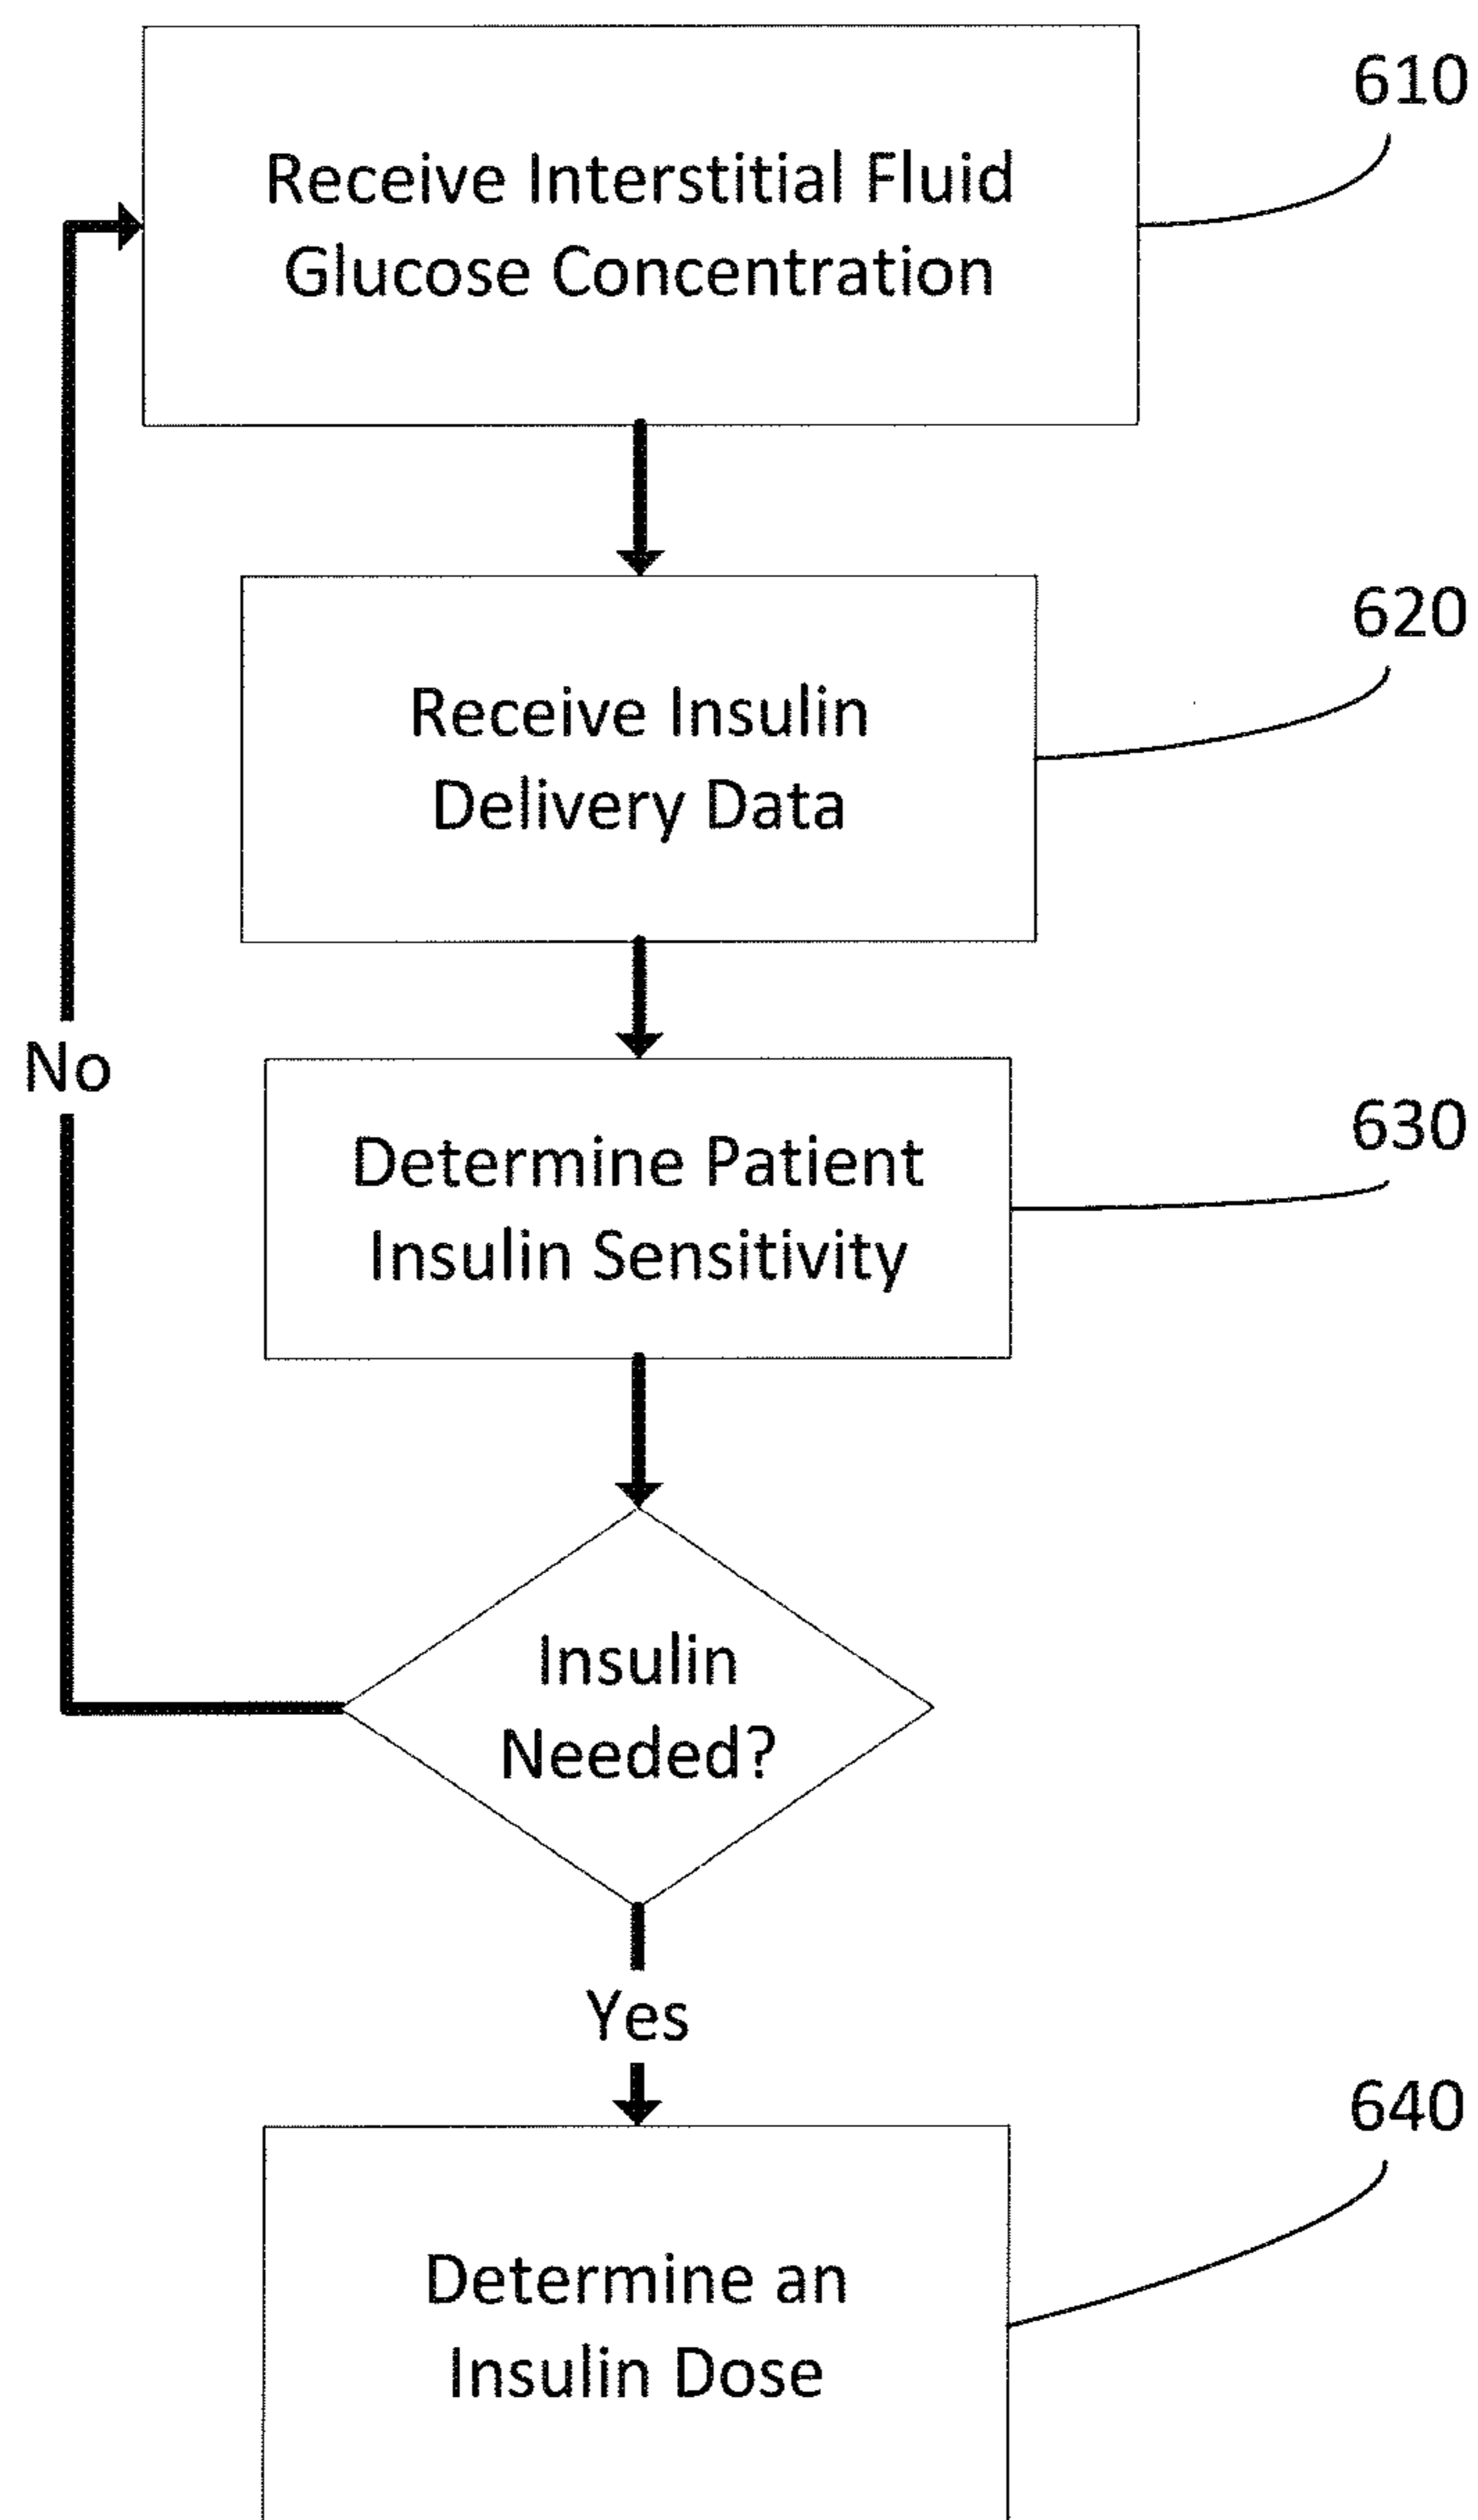 610
Receive Interstitial Fluid
Glucose Concentration
620
Receive Insulin
Delivery Data
No
630
Determine Patient
Insulin Sensitivity
Insulin
Needed?
Yes
640
Determine an
Insulin Dose